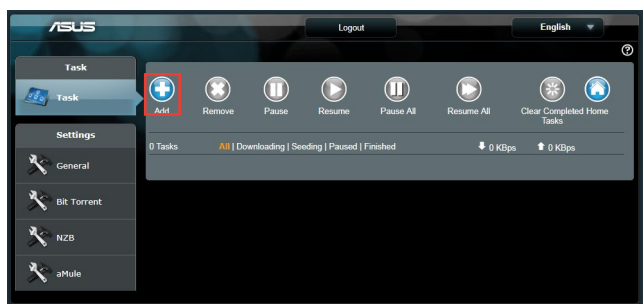 ASUS
Logout
English
?
Task
Task
Settings
General
Bit Torrent
NZB
aMule
Add
Remove
Pause
Resume
Pause All
Resume All
Clear Completed
Tasks
Home
0 Tasks
All | Downloading | Seeding | Paused | Finished
0 KBps
0 KBps